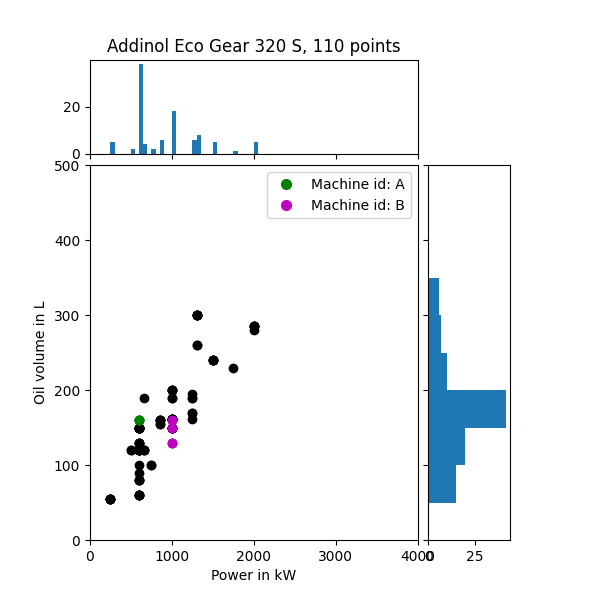 Addinol Eco Gear 320 S, 110 points
20
0
500
400
300
200
100
0
Oil volume in L
Machine id: A
Machine id: B
0 1000 2000 3000 4000
0 25
Power in kW